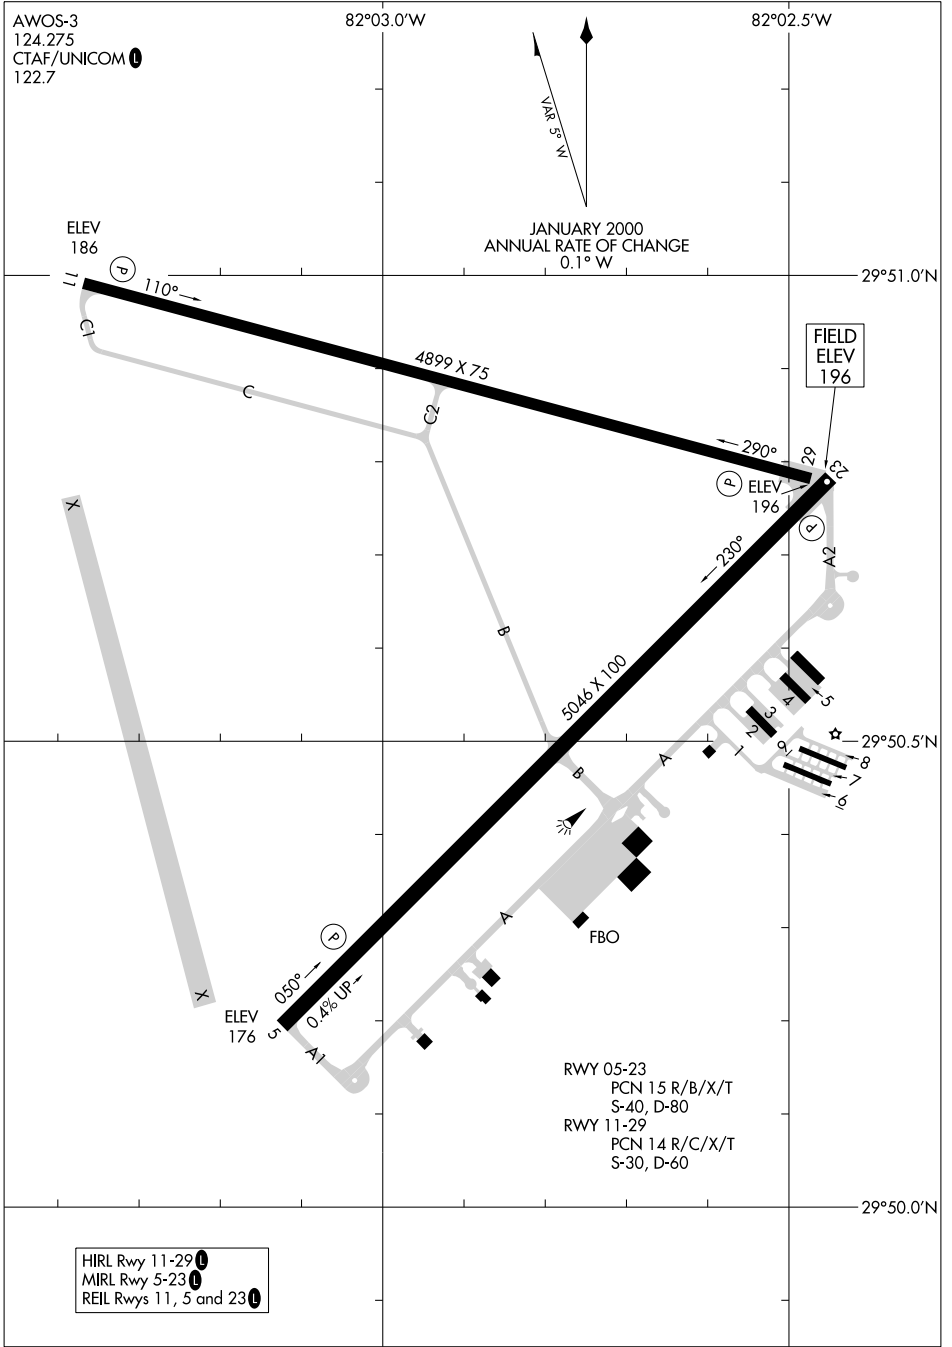 AWOS-3
124.275
CTAF/UNICOM L
122.7
82°03.0'W
82°02.5'W
VAR 5° W
JANUARY 2000
ANNUAL RATE OF CHANGE
0.1° W
ELEV
186
P
11
110°
29°51.0'N
C1
4899 X 75
FIELD
ELEV
196
C
C2
290°
29
23
P
ELEV
196
P
X
230°
A2
B
5046 X 100
5
4
3
2
1
9
29°50.5'N
8
7
6
A
B
A
FBO
P
X
050°
0.4% UP
ELEV
176
5
A1
RWY 05-23
PCN 15 R/B/X/T
S-40, D-80
RWY 11-29
PCN 14 R/C/X/T
S-30, D-60
29°50.0'N
HIRL Rwy 11-29 L
MIRL Rwy 5-23 L
REIL Rwys 11, 5 and 23 L